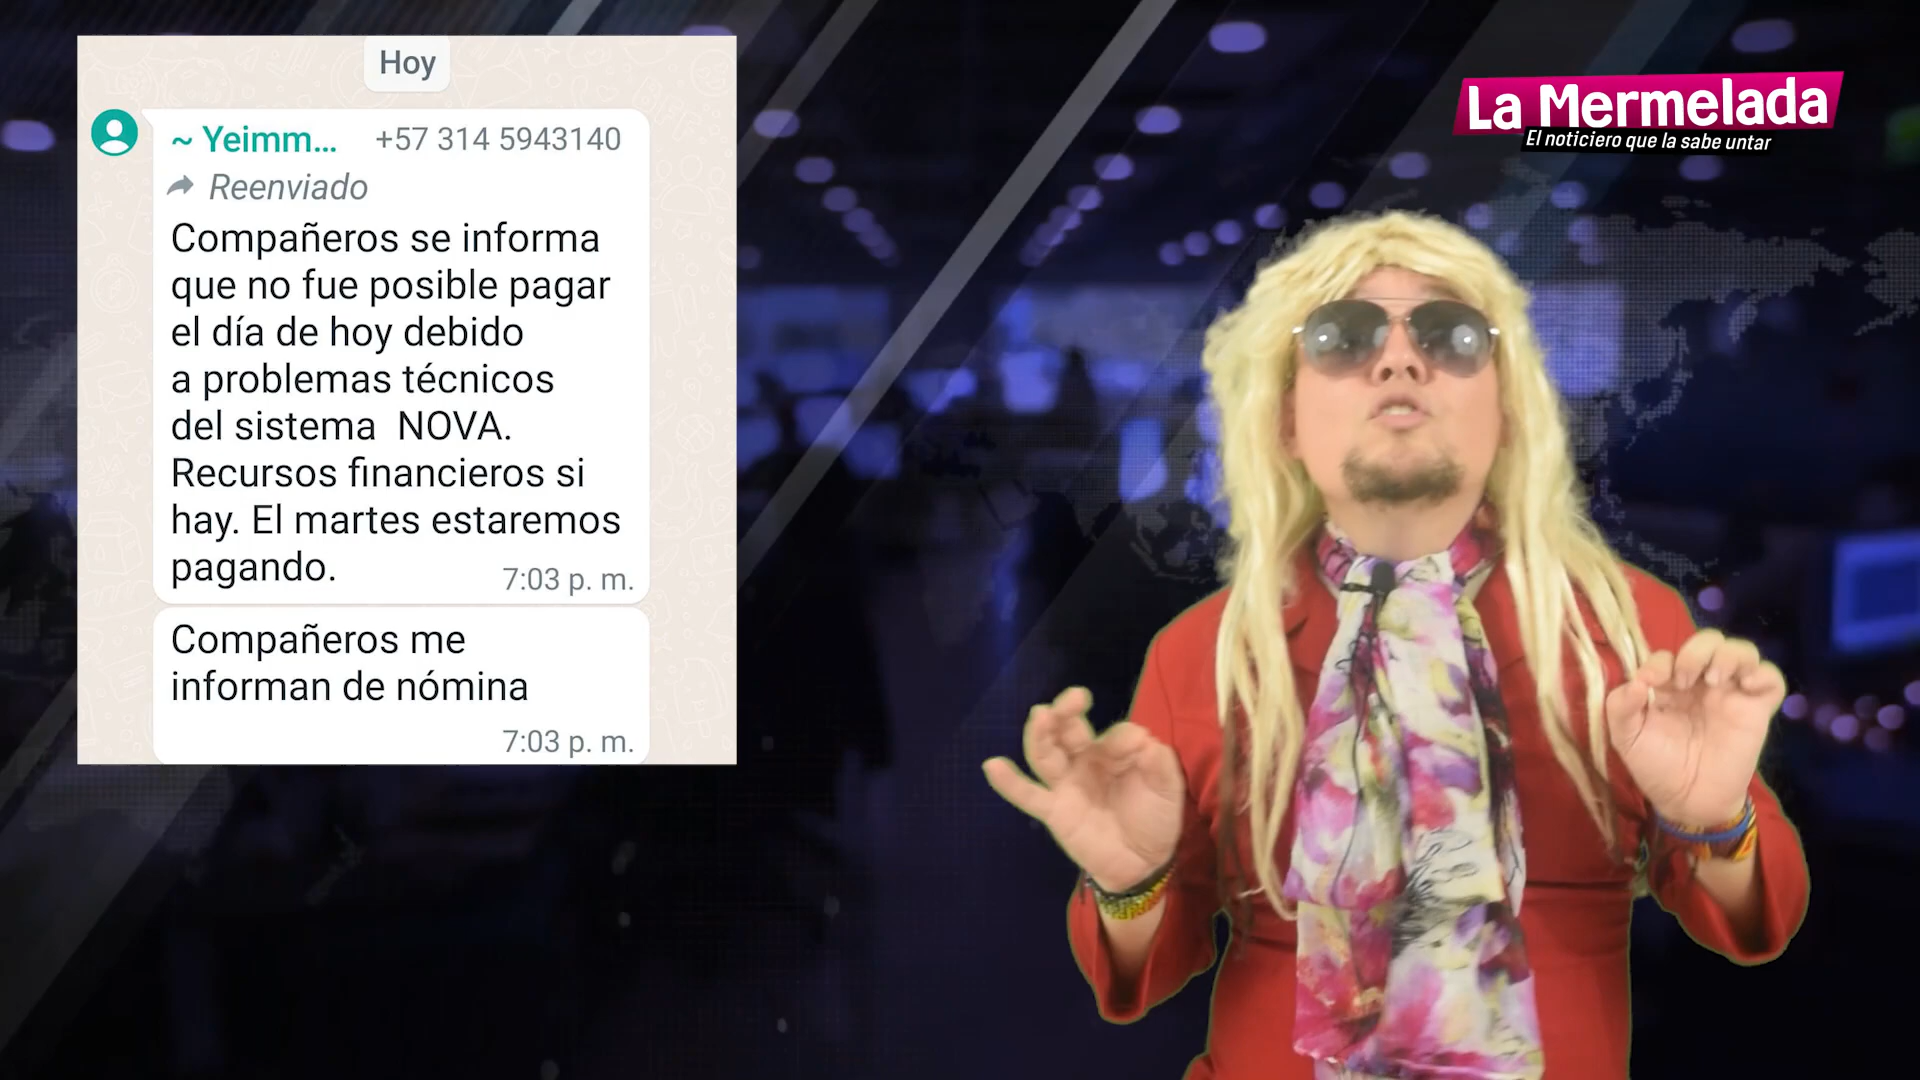 Hoy
~ Yeimm... +57 314 5943140
Reenviado
Compañeros se informa
que no fue posible pagar
el día de hoy debido
a problemas técnicos
del sistema  NOVA.
Recursos financieros si
hay. El martes estaremos
pagando.
7:03 p. m.
Compañeros me
informan de nómina
7:03 p. m.
La Mermelada
El noticiero que la sabe untar